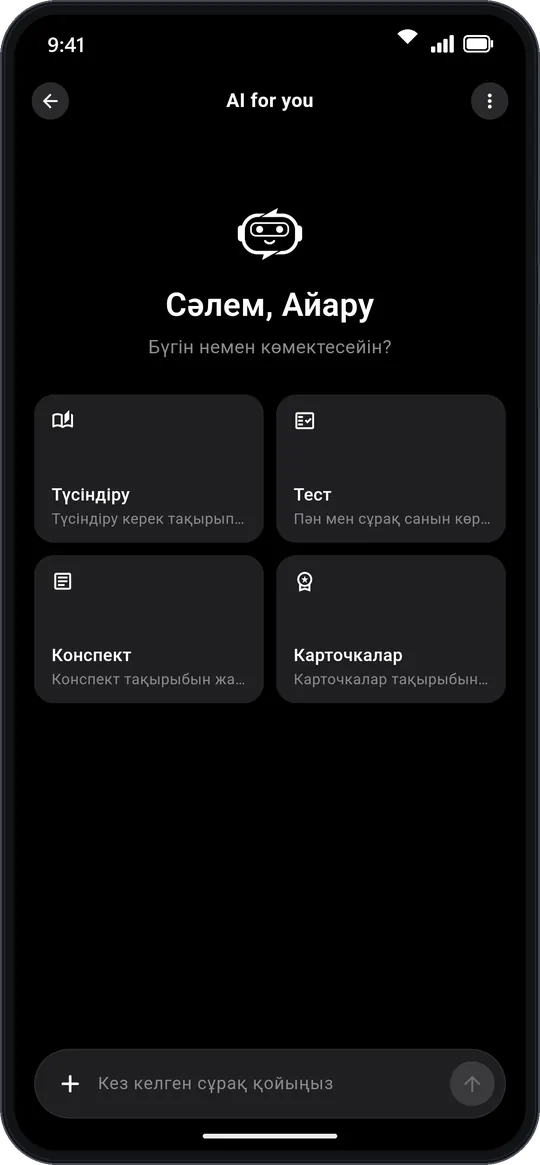 9:41
AI for you
Сәлем, Айару
Бүгін немен көмектесейін?
Түсіндіру
Түсіндіру керек тақырып…
Тест
Пән мен сұрақ санын көр…
Конспект
Конспект тақырыбын жа…
Карточкалар
Карточкалар тақырыбын…
Кез келген сұрақ қойыңыз